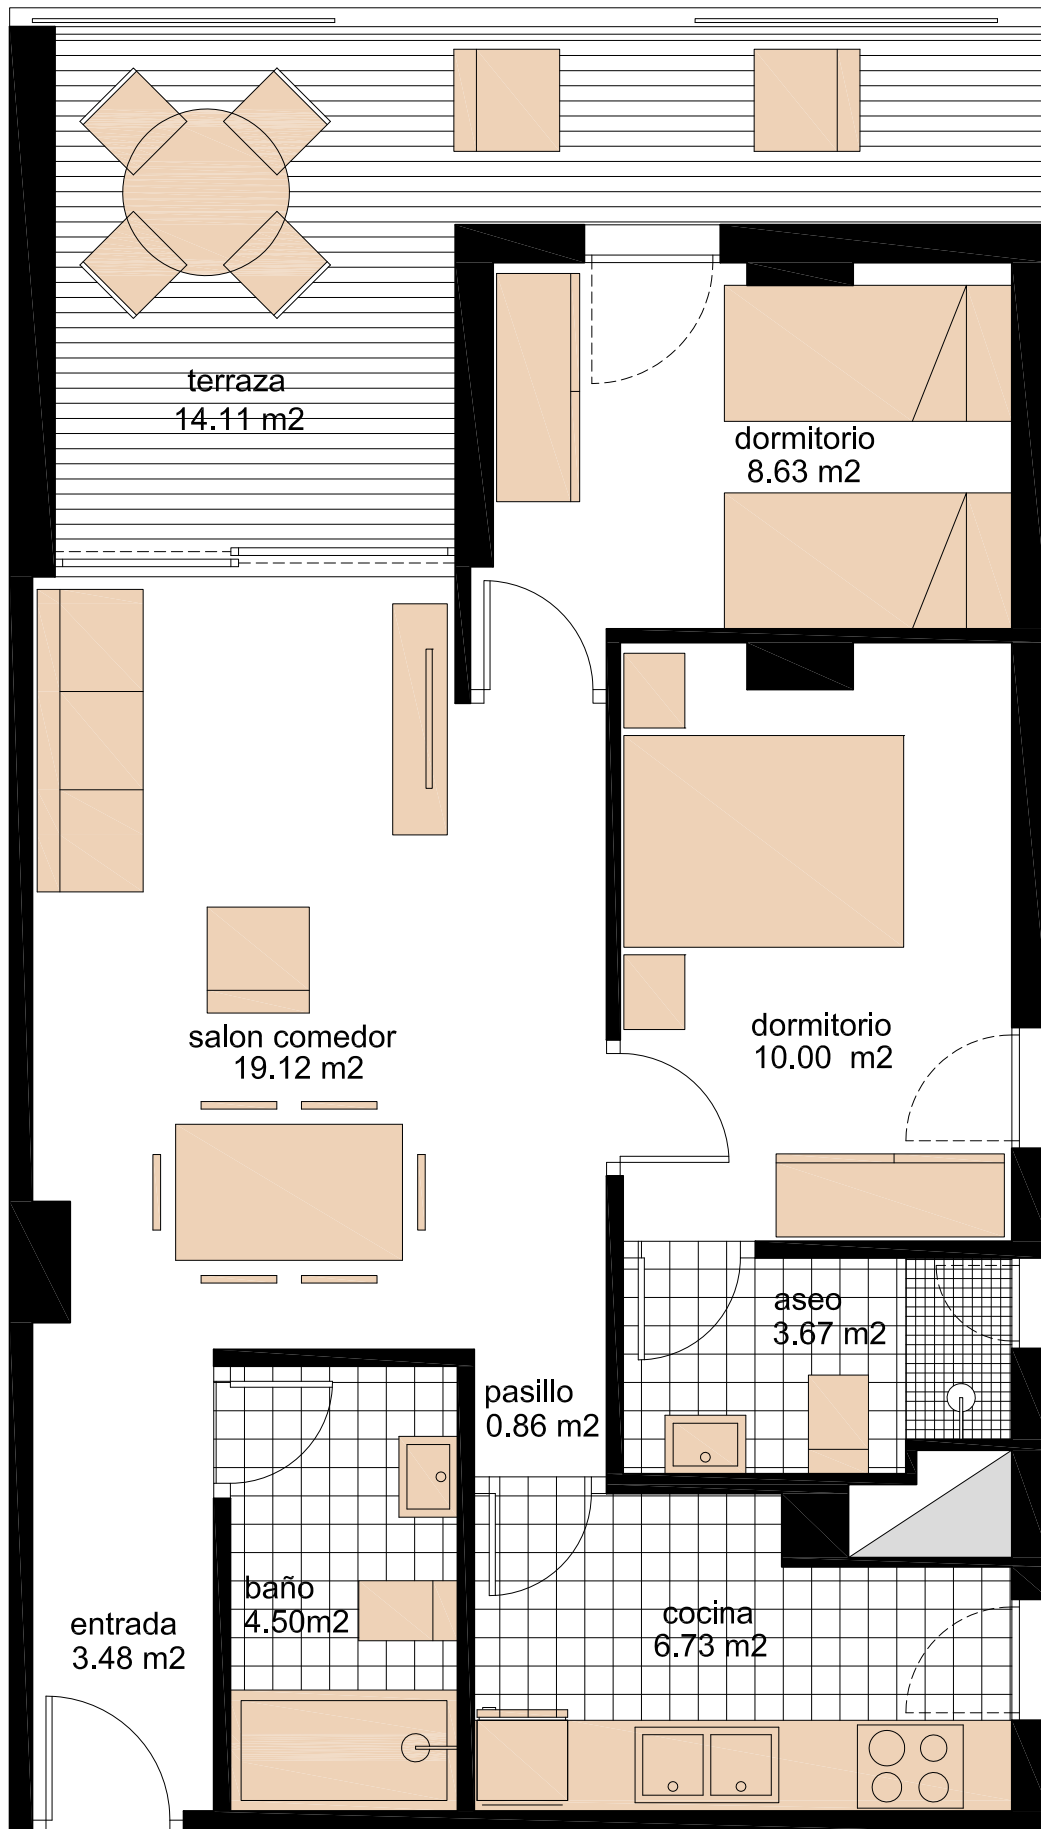 terraza
14.11 m2
dormitorio
8.63 m2
salon comedor
19.12 m2
dormitorio
10.00 m2
aseo
3.67 m2
pasillo
0.86 m2
baño
4.50m2
entrada
3.48 m2
cocina
6.73 m2